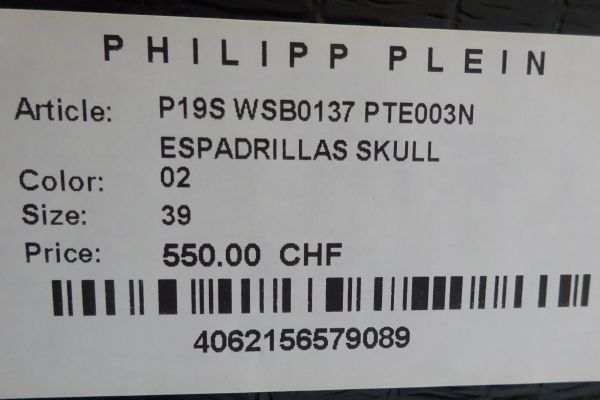 PHILIPP PLEIN
Article: P19S WSB0137 PTE003N
ESPADRILLAS SKULL
Color: 02
Size: 39
Price: 550.00 CHF
4062156579089